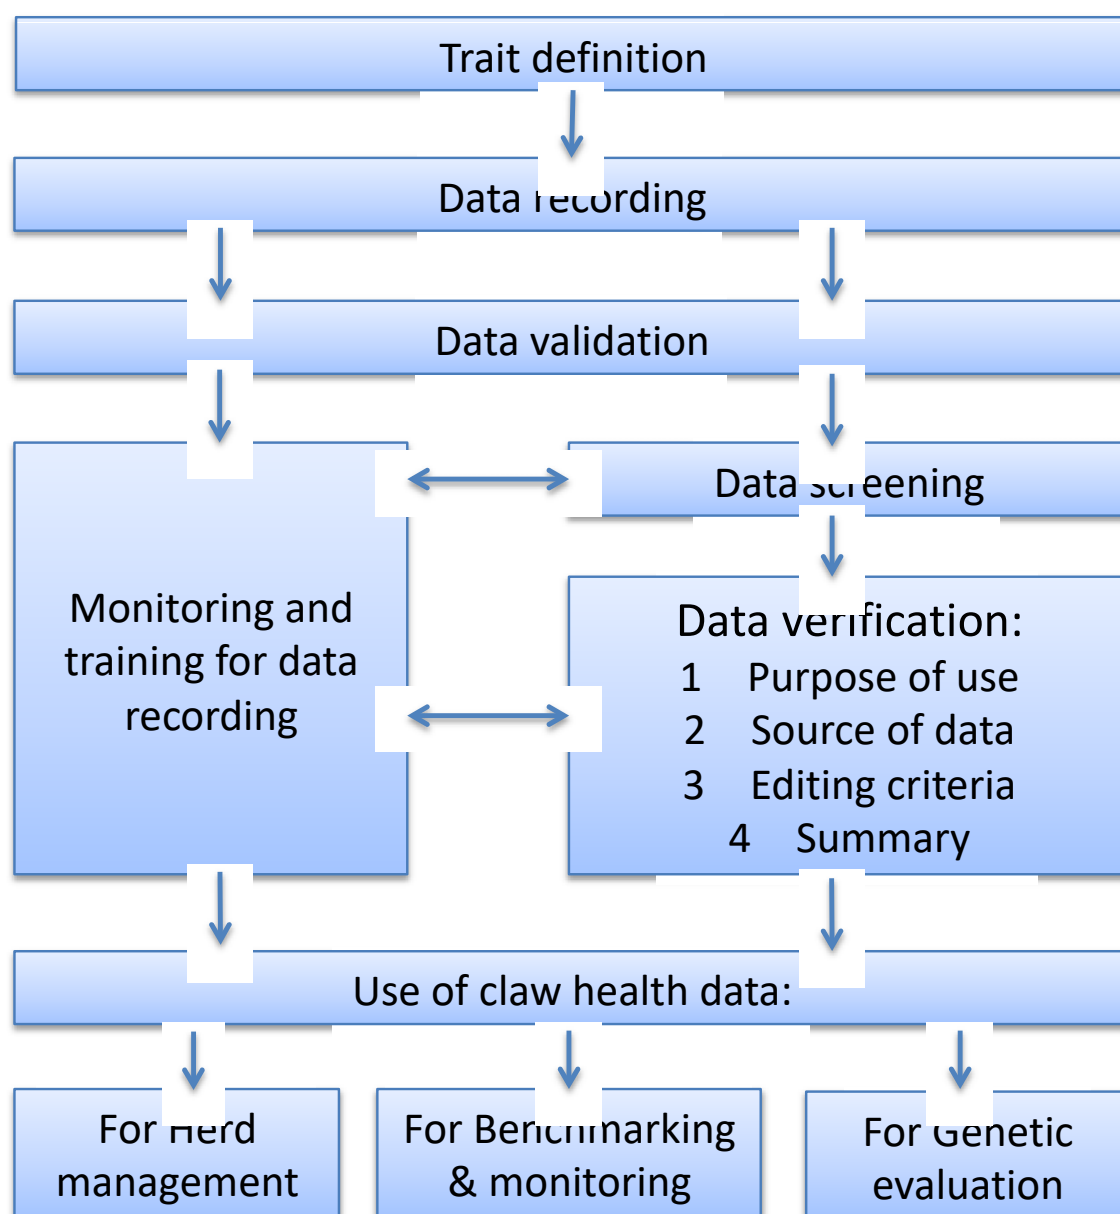 Trait definition
Data recording
Data validation
Data screening
Monitoring and
training for data
recording
Data verification:
1 Purpose of use
2 Source of data
3 Editing criteria
4 Summary
Use of claw health data:
For Herd
management
For Benchmarking
& monitoring
For Genetic
evaluation